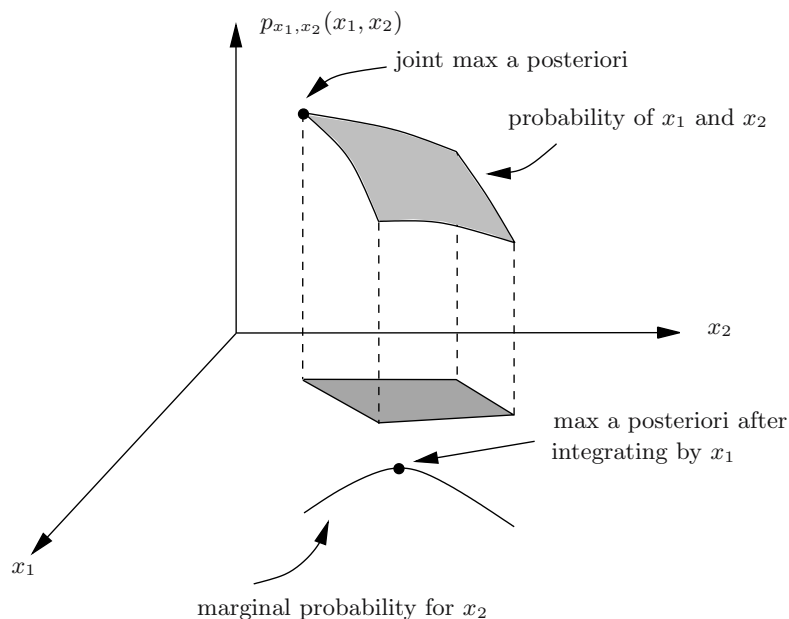 p_{x_1,x_2}(x_1, x_2)
joint max a posteriori
probability of x_1 and x_2
x_2
max a posteriori after
integrating by x_1
x_1
marginal probability for x_2